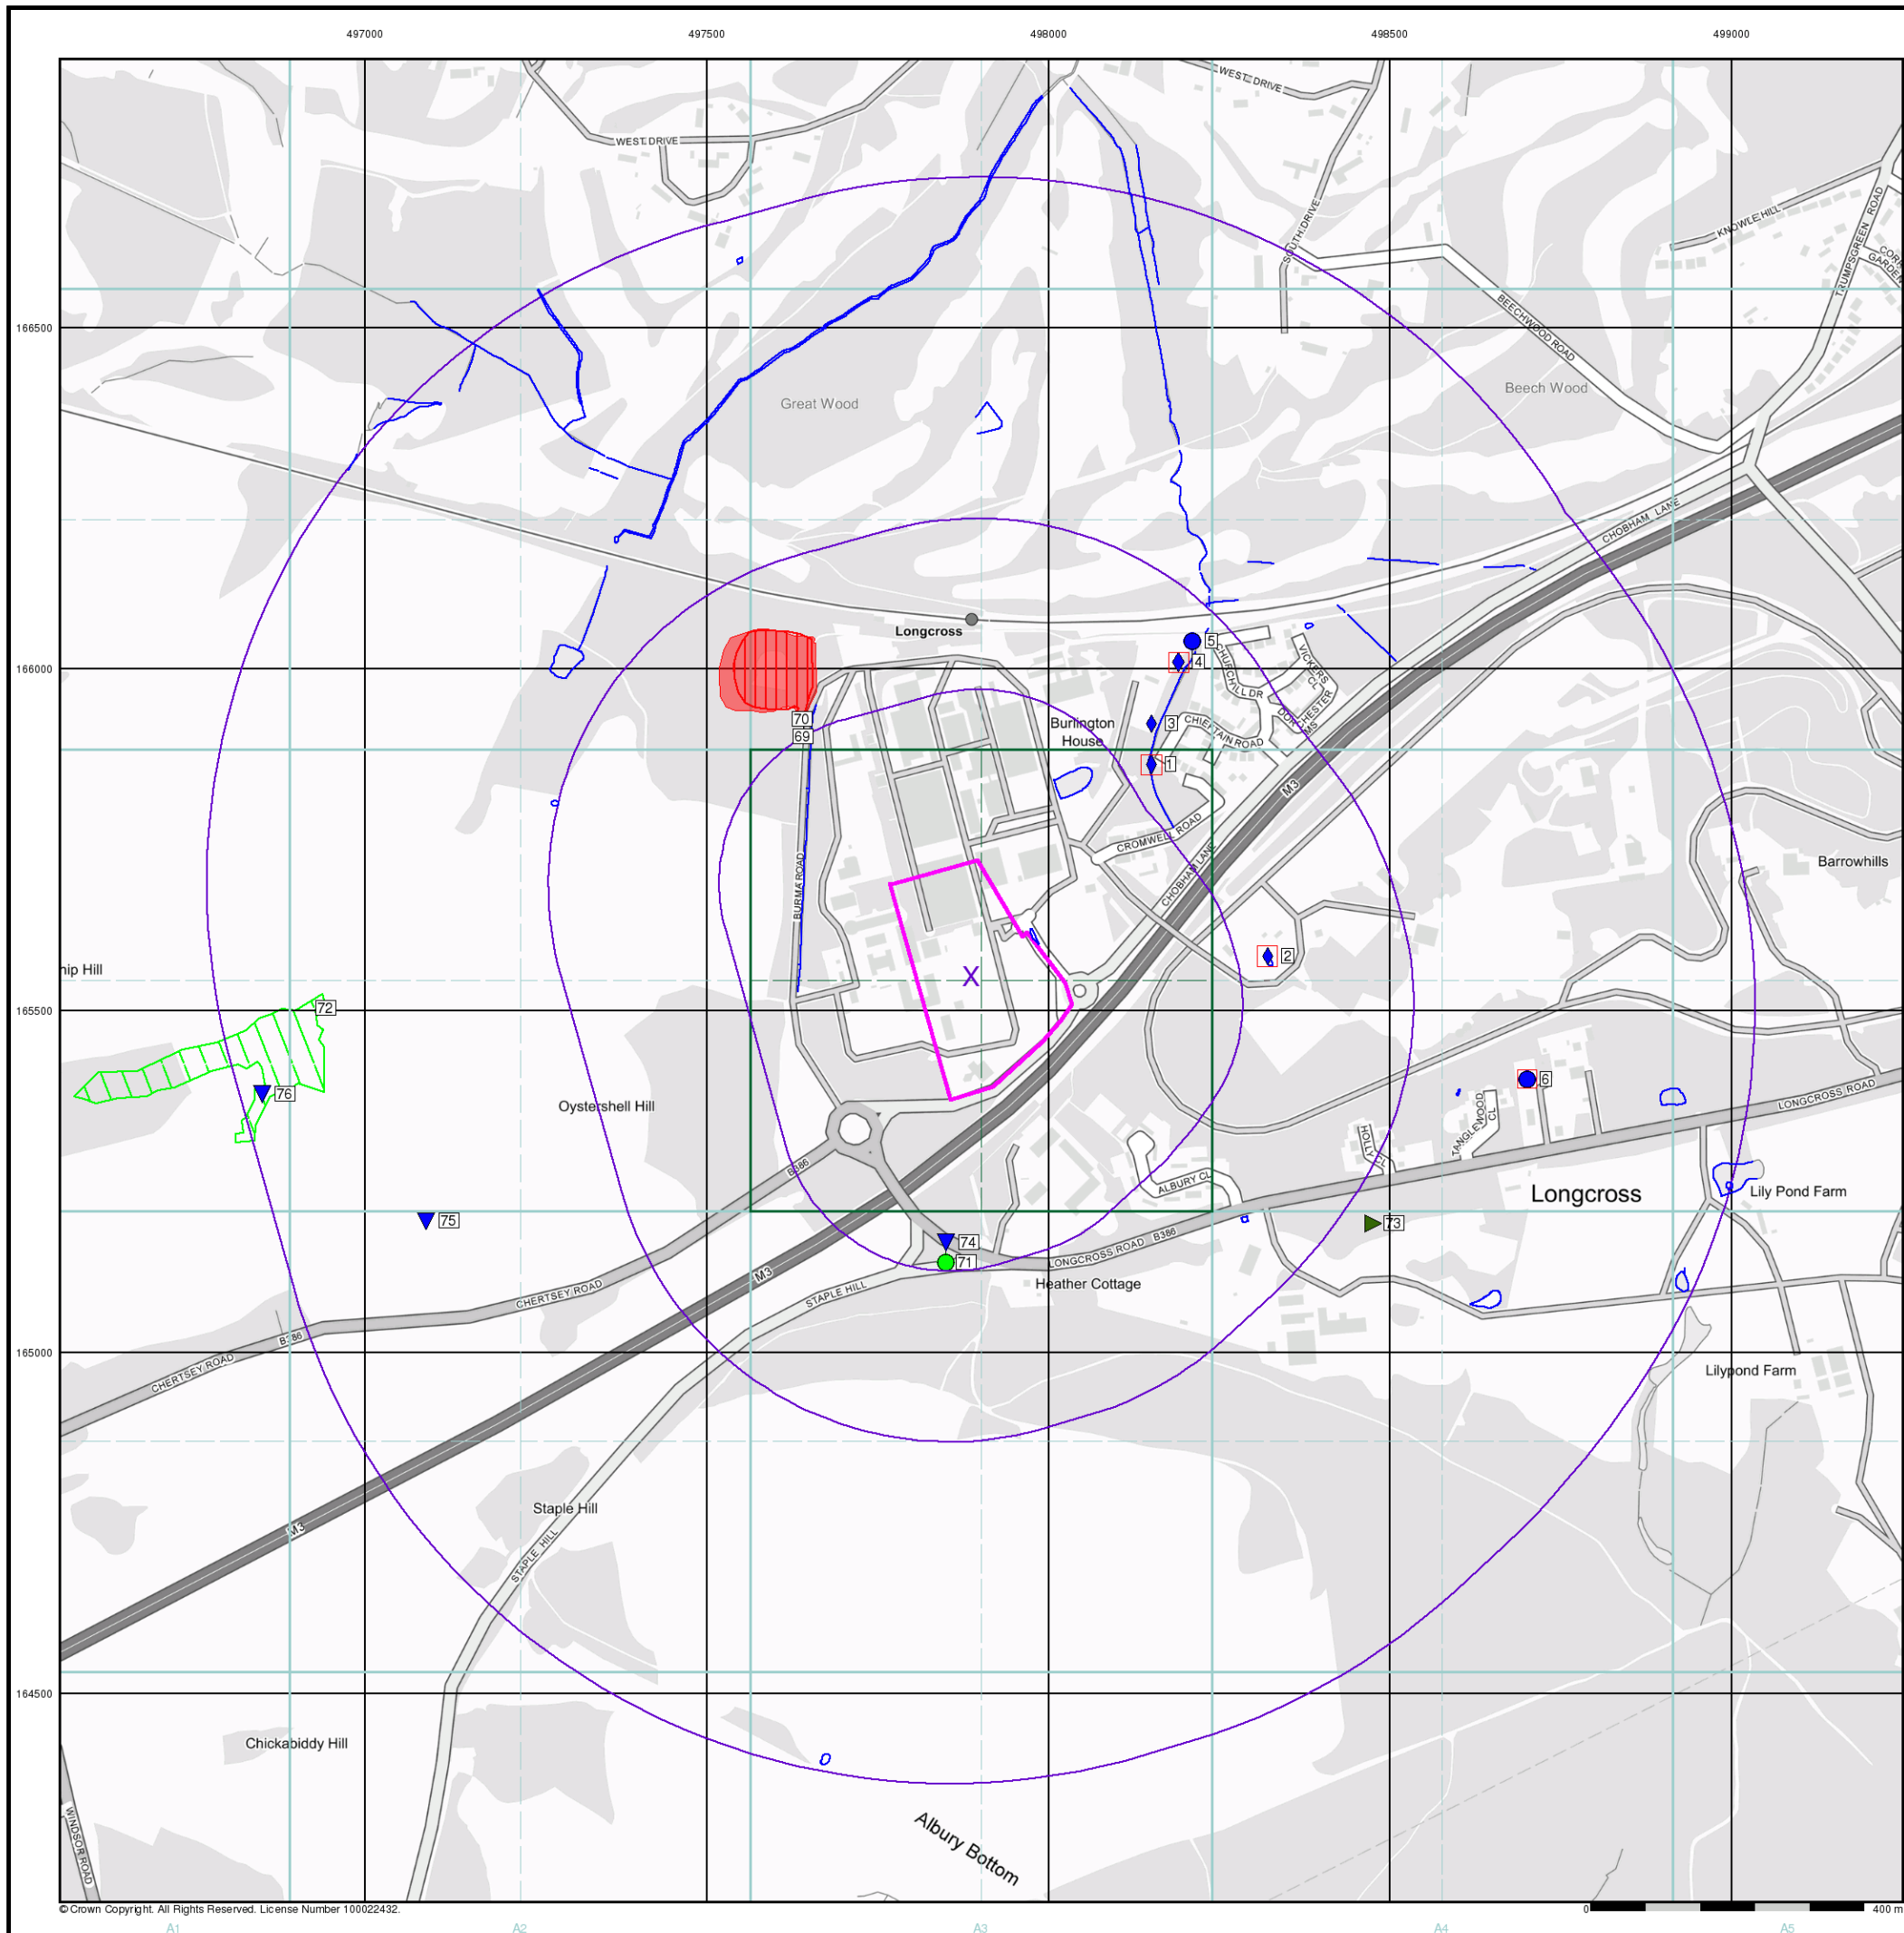 497000 497500 498000 498500 499000
WEST DRIVE
WEST DRIVE
SOUTH DRIVE
KNOWLE HILL
TRUMPSGREEN ROAD
166500
BEECHWOOD ROAD
Great Wood
Beech Wood
CHOBHAM LANE
Longcross
5
4
CHURCHILL DR
VICKERS CL
DORCHESTER MS
166000
70
69
Burlington
House
3
CHIEFTAIN ROAD
1
M3
CROMWELL ROAD
CHOBHAM LANE
BURMA ROAD
Barrowhills
2
X
72
165500
76
Oystershell Hill
6
LONGCROSS ROAD
TANGLEWOOD CL
HOLLY CL
B386
ALBURY CL
Longcross
Lily Pond Farm
75
73
74
71
LONGCROSS ROAD B386
Heather Cottage
M3
STAPLE HILL
CHERTSEY ROAD
B386
CHERTSEY ROAD
165000
Lilypond Farm
Staple Hill
M3
STAPLE HILL
164500
Chickabiddy Hill
WINDSOR ROAD
Albury Bottom
© Crown Copyright. All Rights Reserved. License Number 100022432.
0 400 m
A1 A2 A3 A4 A5